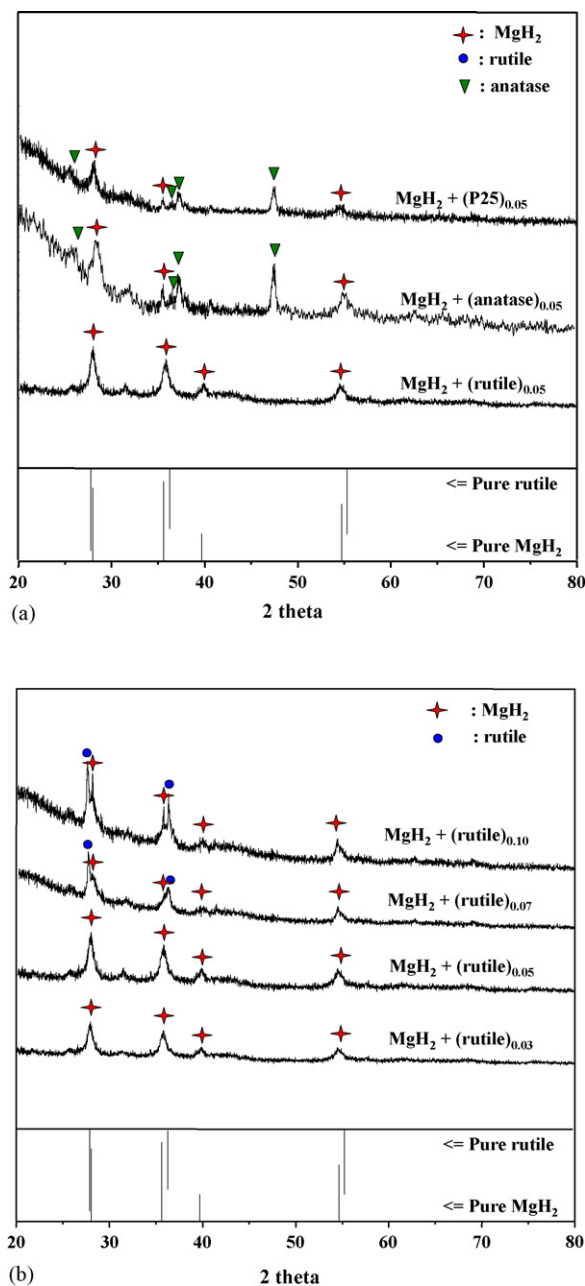 : MgH2
: rutile
: anatase
MgH2 + (P25)0.05
MgH2 + (anatase)0.05
MgH2 + (rutile)0.05
<= Pure rutile
<= Pure MgH2
20 30 40 50 60 70 80
(a)
2 theta
: MgH2
: rutile
MgH2 + (rutile)0.10
MgH2 + (rutile)0.07
MgH2 + (rutile)0.05
MgH2 + (rutile)0.03
<= Pure rutile
<= Pure MgH2
20 30 40 50 60 70 80
(b)
2 theta